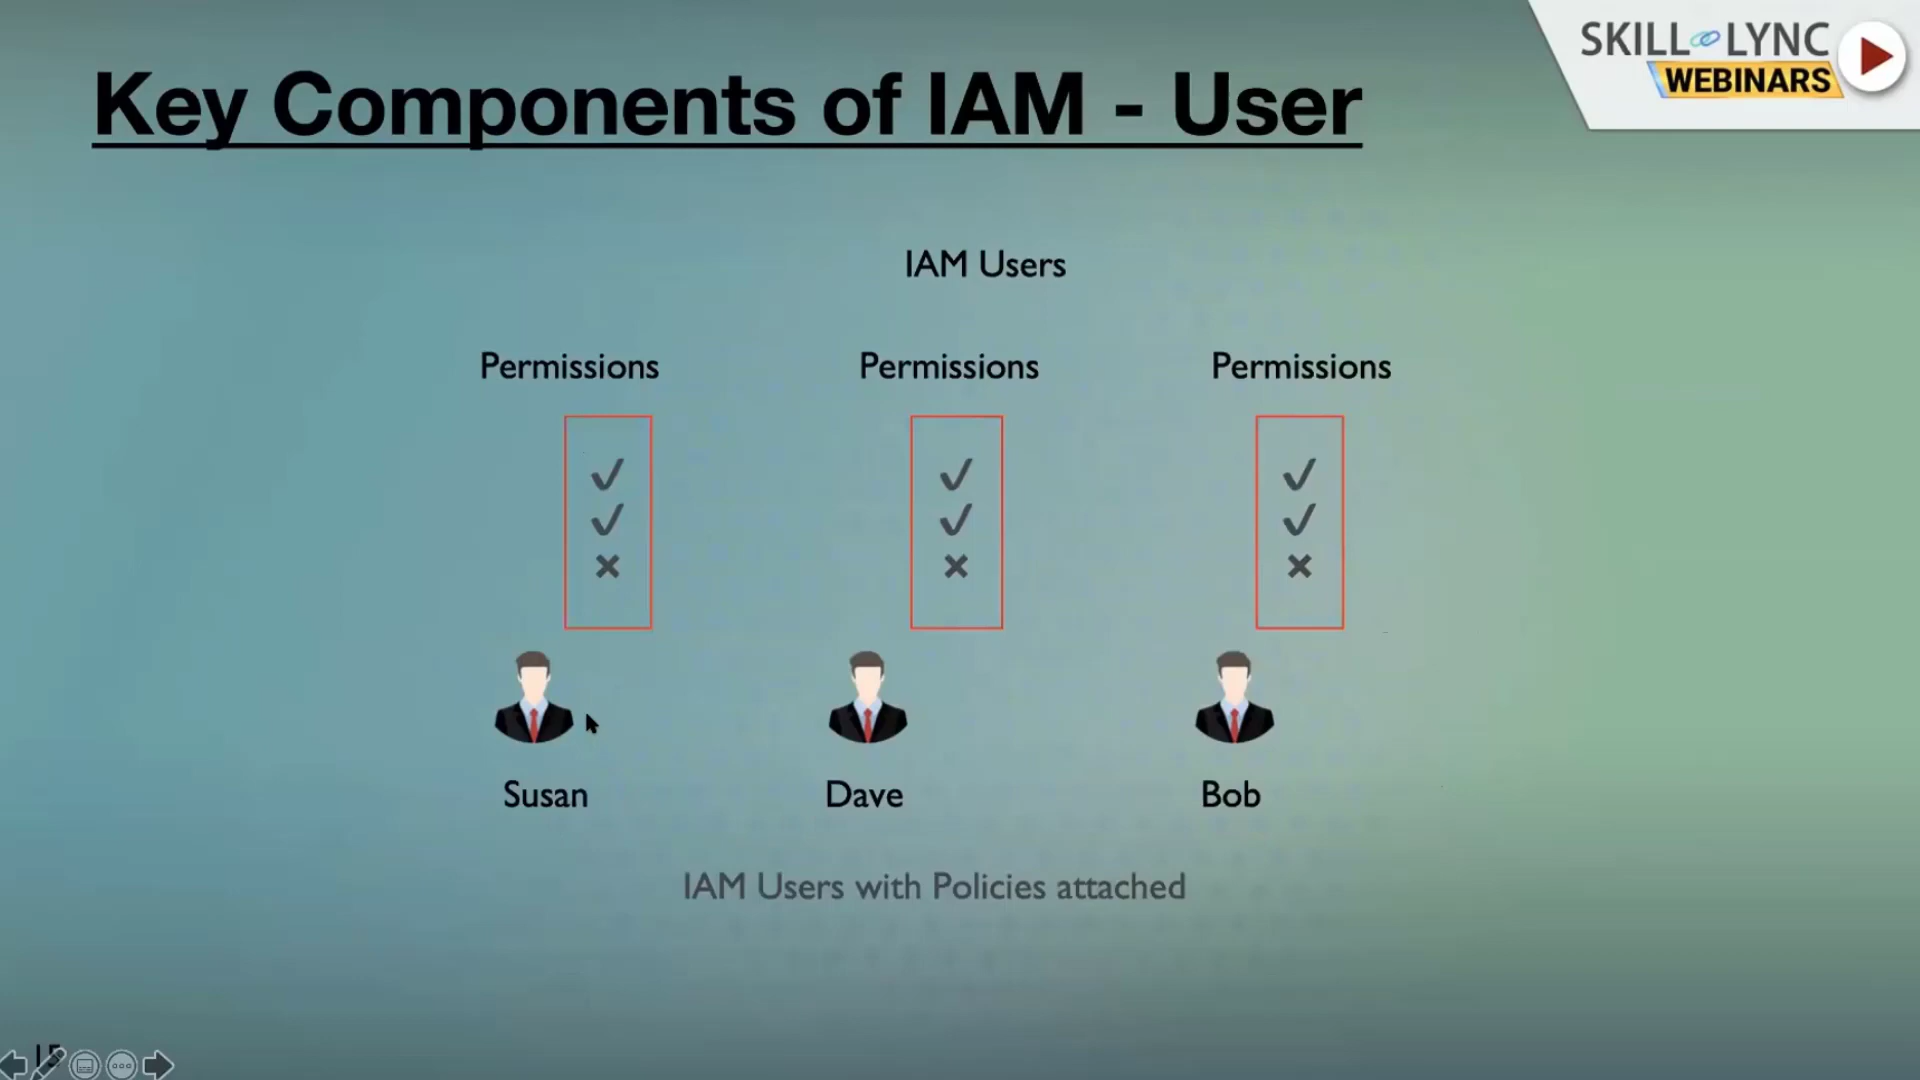 SKILL LYNC
WEBINARS
Key Components of IAM - User
IAM Users
Permissions Permissions Permissions
✓ ✓ ✓
✓ ✓ ✓
✗ ✗ ✗
Susan Dave Bob
IAM Users with Policies attached
15